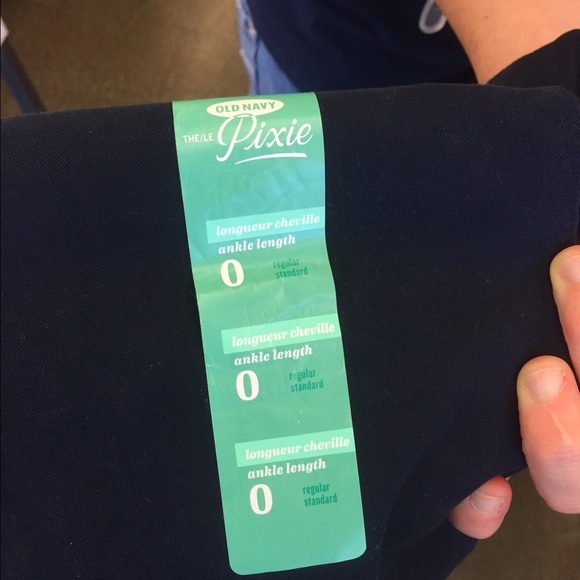 OLD NAVY
THE/LE Pixie
longueur cheville
ankle length
0 regular
standard
longueur cheville
ankle length
0 regular
standard
longueur cheville
ankle length
0 regular
standard